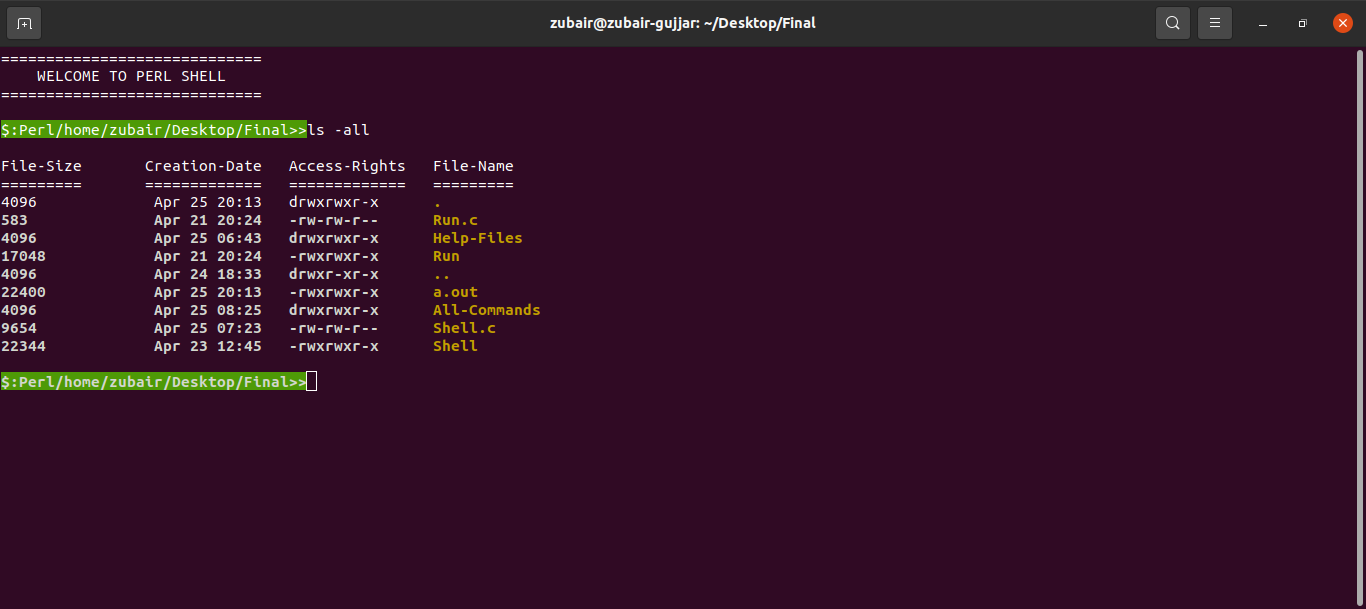 zubair@zubair-gujjar: ~/Desktop/Final
=============================
    WELCOME TO PERL SHELL
=============================
$:Perl/home/zubair/Desktop/Final>>ls -all
File-Size       Creation-Date   Access-Rights   File-Name
=========       =============   =============   =========
4096             Apr 25 20:13   drwxrwxr-x      .
583              Apr 21 20:24   -rw-rw-r--      Run.c
4096             Apr 25 06:43   drwxrwxr-x      Help-Files
17048            Apr 21 20:24   -rwxrwxr-x      Run
4096             Apr 24 18:33   drwxr-xr-x      ..
22400            Apr 25 20:13   -rwxrwxr-x      a.out
4096             Apr 25 08:25   drwxrwxr-x      All-Commands
9654             Apr 25 07:23   -rw-rw-r--      Shell.c
22344            Apr 23 12:45   -rwxrwxr-x      Shell
$:Perl/home/zubair/Desktop/Final>>